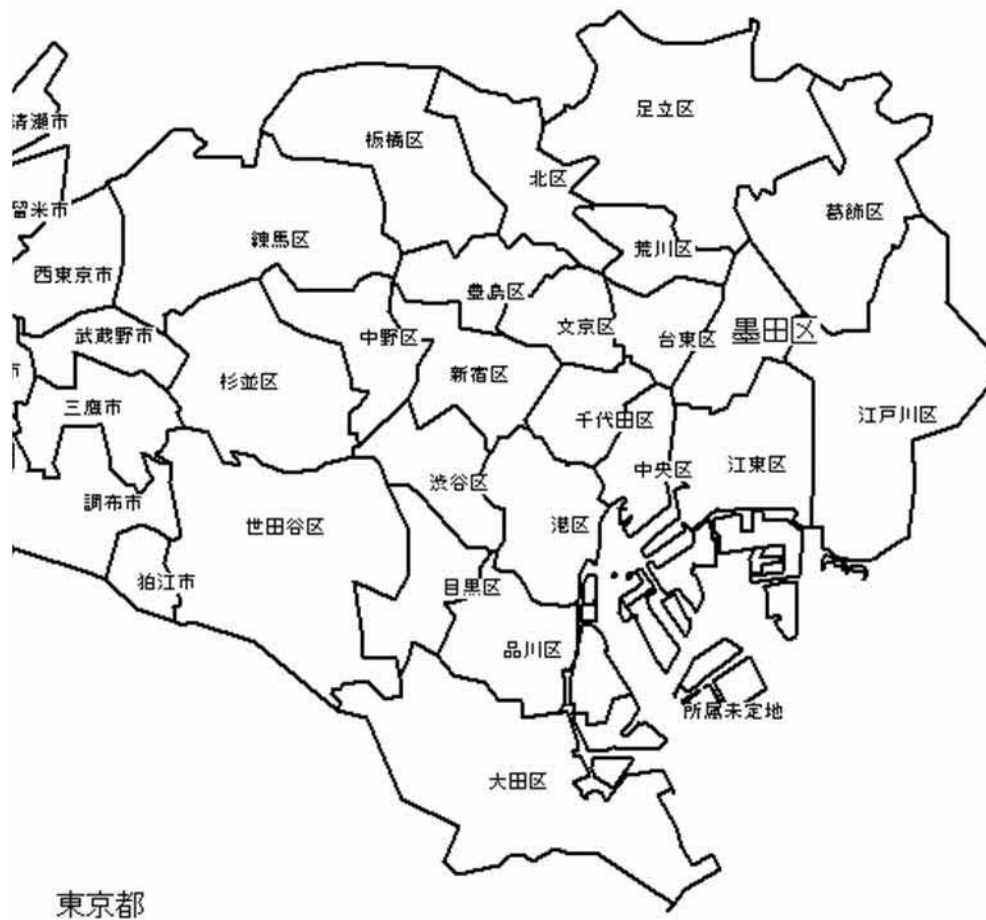 足立区
清瀬市
板橋区
北区
留米市
葛飾区
練馬区
荒川区
西東京市
豊島区
文京区
武蔵野市
中野区
台東区
墨田区
市
杉並区
新宿区
三鷹市
千代田区
江戸川区
渋谷区
中央区
江東区
調布市
世田谷区
港区
狛江市
目黒区
品川区
所属未定地
大田区
東京都